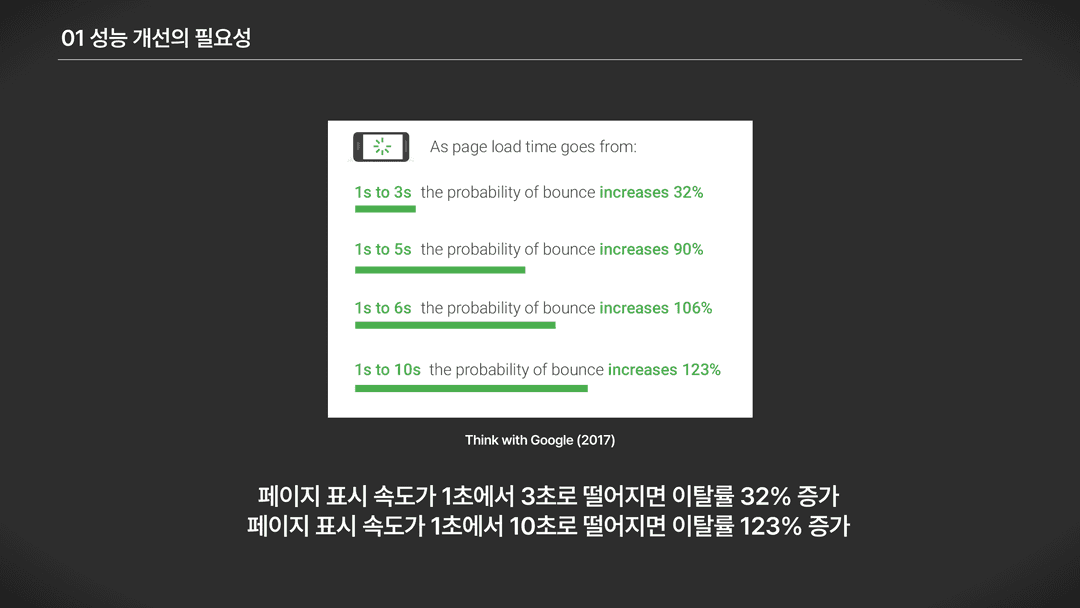 01 성능 개선의 필요성
As page load time goes from:
1s to 3s the probability of bounce increases 32%
1s to 5s the probability of bounce increases 90%
1s to 6s the probability of bounce increases 106%
1s to 10s the probability of bounce increases 123%
Think with Google (2017)
페이지 표시 속도가 1초에서 3초로 떨어지면 이탈률 32% 증가
페이지 표시 속도가 1초에서 10초로 떨어지면 이탈률 123% 증가